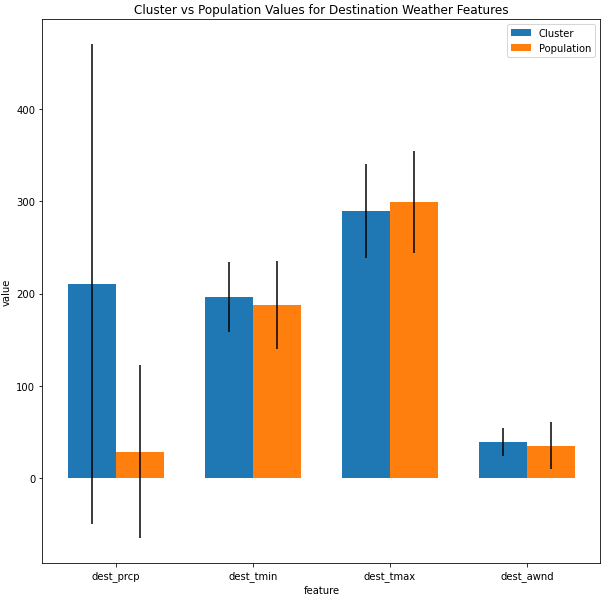 Cluster vs Population Values for Destination Weather Features
Cluster
Population
400
300
200
100
0
value
dest_prcp
dest_tmin
dest_tmax
dest_awnd
feature